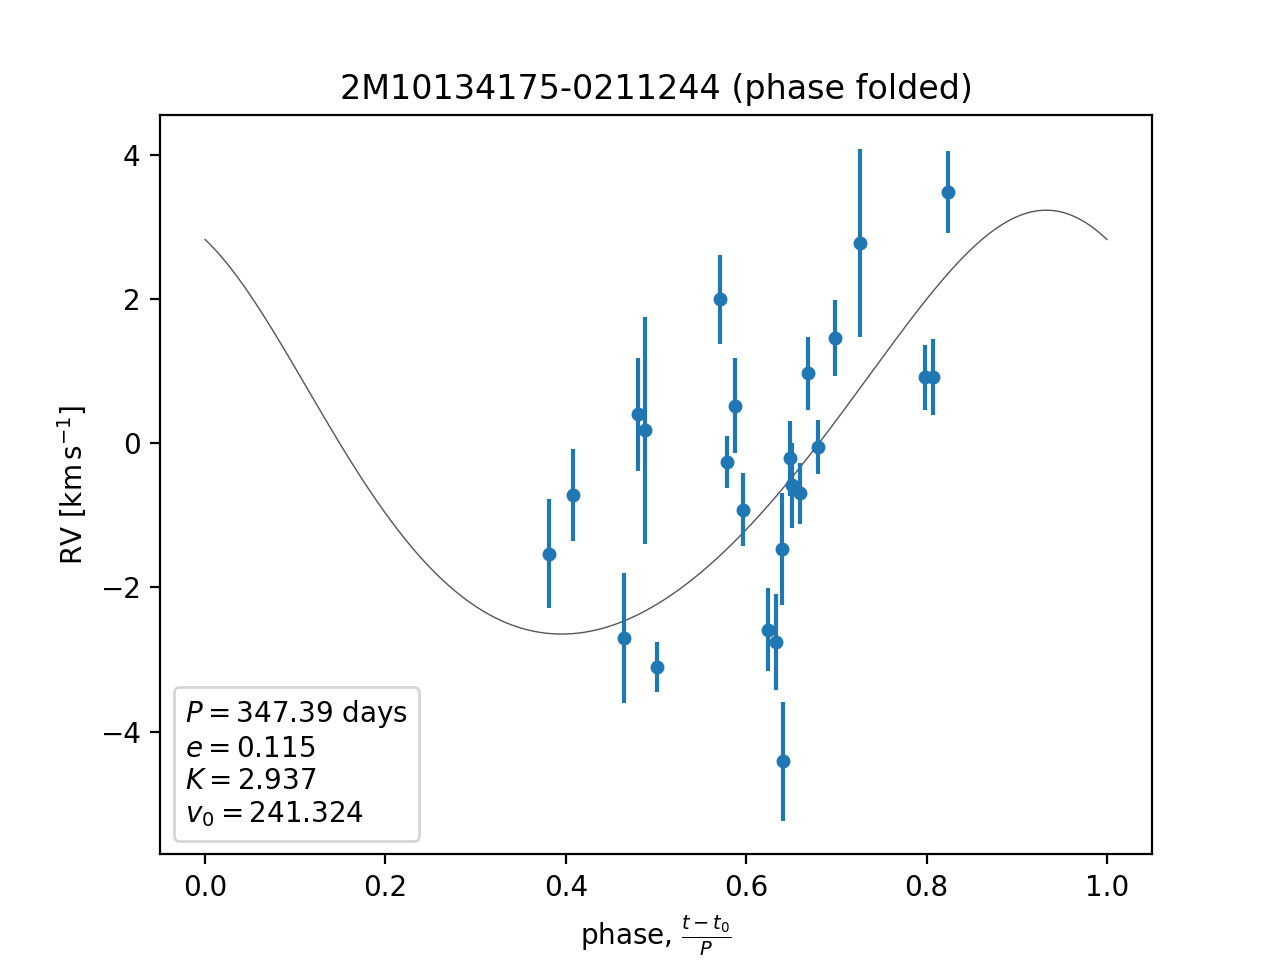 2M10134175-0211244 (phase folded)
4
2
0
−2
−4
RV [km s⁻¹]
P = 347.39 days
e = 0.115
K = 2.937
v₀ = 241.324
0.0 0.2 0.4 0.6 0.8 1.0
phase, (t − t₀)/P